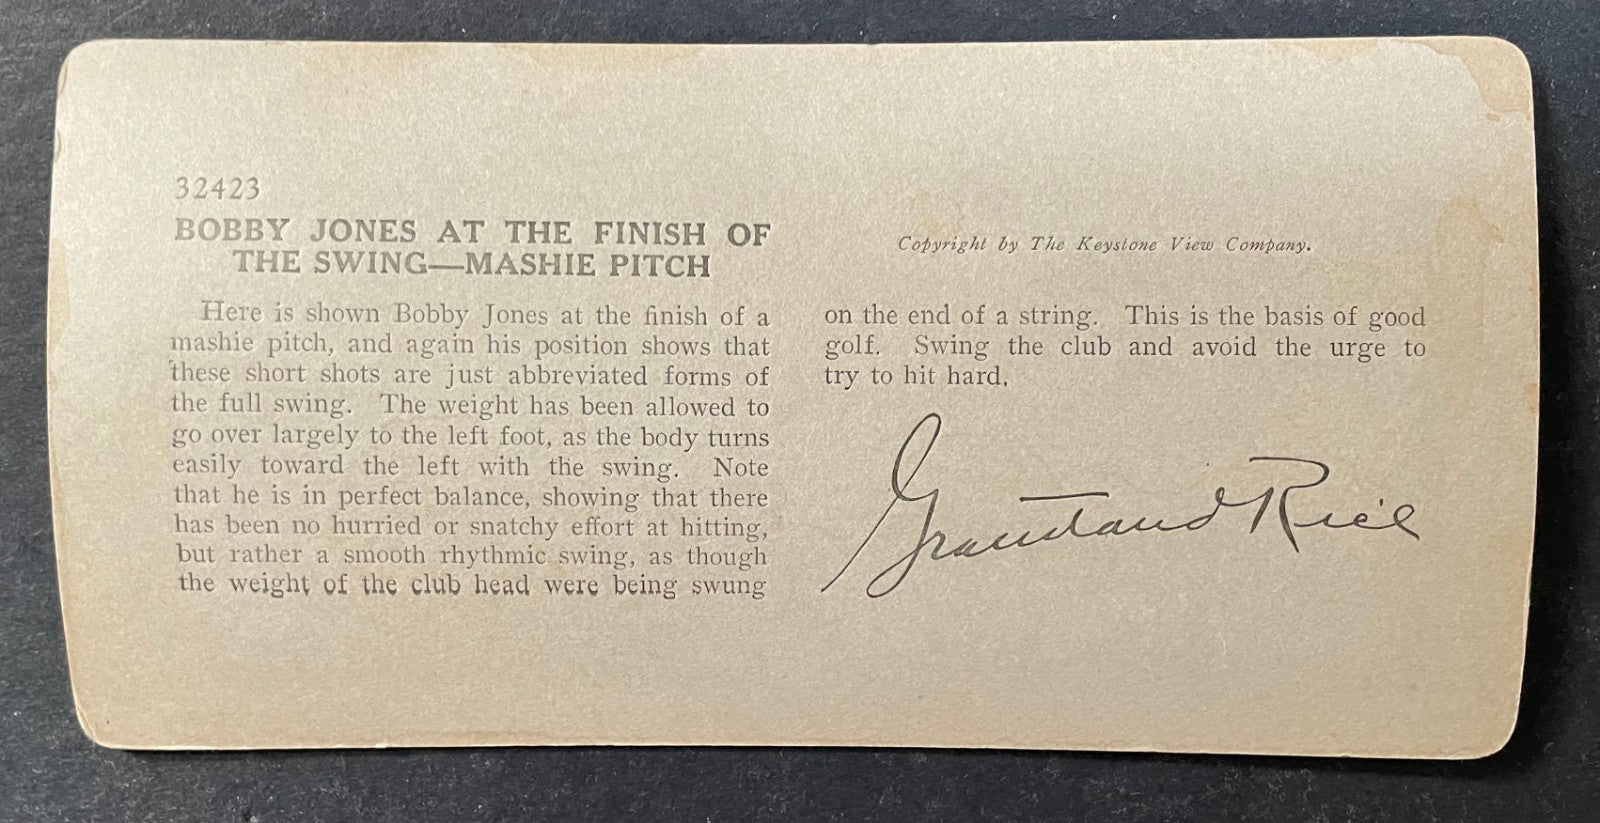 32423
BOBBY JONES AT THE FINISH OF
THE SWING—MASHIE PITCH
Here is shown Bobby Jones at the finish of a
mashie pitch, and again his position shows that
these short shots are just abbreviated forms of
the full swing. The weight has been allowed to
go over largely to the left foot, as the body turns
easily toward the left with the swing. Note
that he is in perfect balance, showing that there
has been no hurried or snatchy effort at hitting,
but rather a smooth rhythmic swing, as though
the weight of the club head were being swung
Copyright by The Keystone View Company.
on the end of a string. This is the basis of good
golf. Swing the club and avoid the urge to
try to hit hard.
Grantland Rice